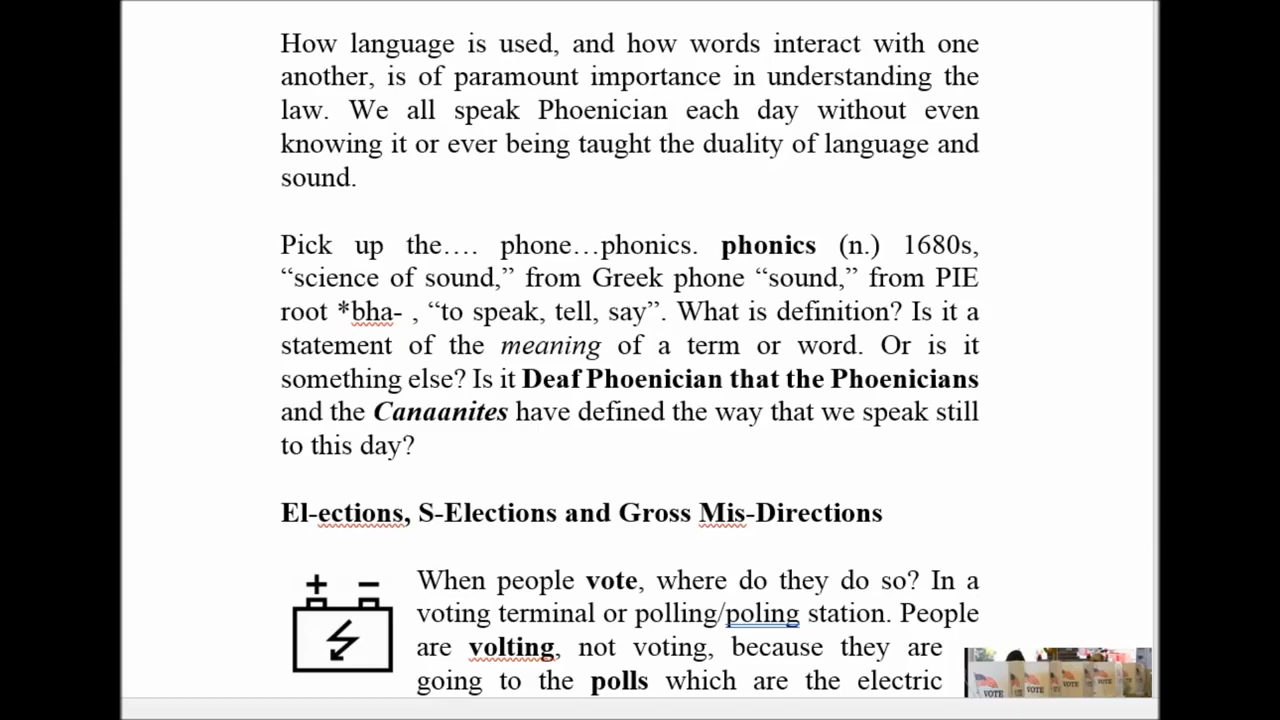 How language is used, and how words interact with one
another, is of paramount importance in understanding the
law. We all speak Phoenician each day without even
knowing it or ever being taught the duality of language and
sound.
Pick up the…. phone…phonics. phonics (n.) 1680s,
“science of sound,” from Greek phone “sound,” from PIE
root *bha- , “to speak, tell, say”. What is definition? Is it a
statement of the meaning of a term or word. Or is it
something else? Is it Deaf Phoenician that the Phoenicians
and the Canaanites have defined the way that we speak still
to this day?
El-ections, S-Elections and Gross Mis-Directions
+ −
When people vote, where do they do so? In a
voting terminal or polling/poling station. People
are volting, not voting, because they are
going to the polls which are the electric
VOTE
VOTE
VOTE
VOTE